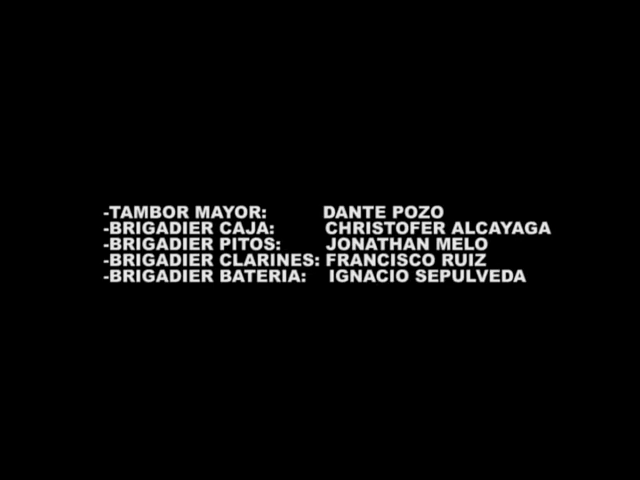 -TAMBOR MAYOR: DANTE POZO
-BRIGADIER CAJA: CHRISTOFER ALCAYAGA
-BRIGADIER PITOS: JONATHAN MELO
-BRIGADIER CLARINES: FRANCISCO RUIZ
-BRIGADIER BATERIA: IGNACIO SEPULVEDA